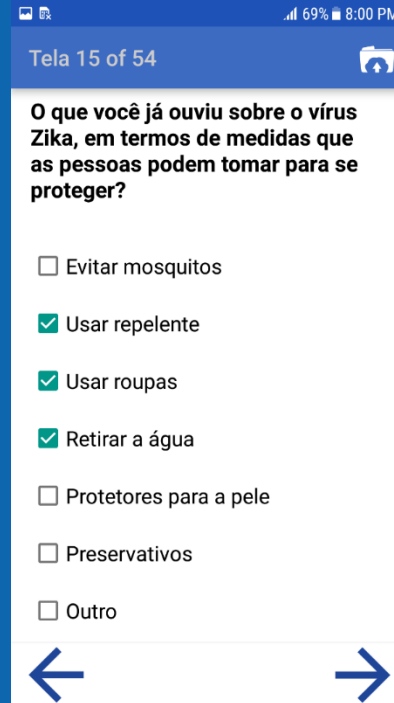 69% 8:00 PM
Tela 15 of 54
O que você já ouviu sobre o vírus
Zika, em termos de medidas que
as pessoas podem tomar para se
proteger?
Evitar mosquitos
Usar repelente
Usar roupas
Retirar a água
Protetores para a pele
Preservativos
Outro